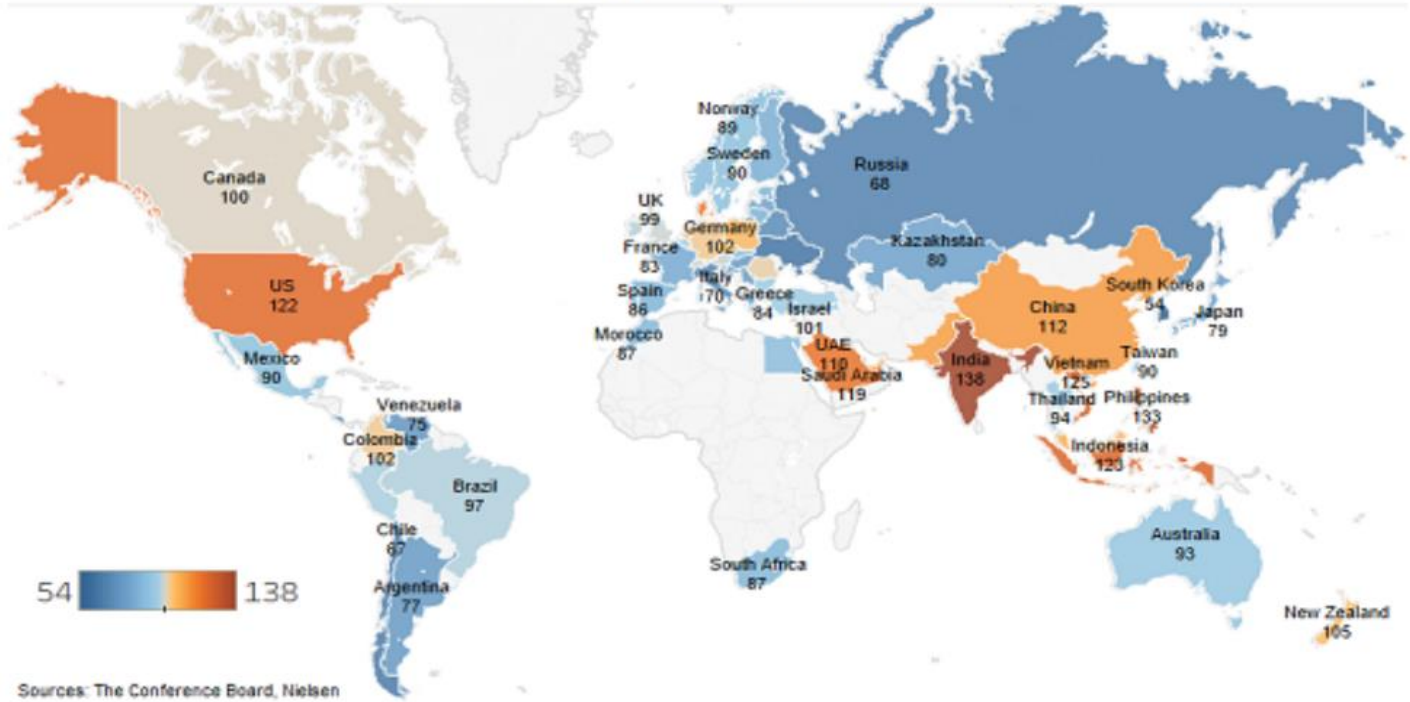 Norway
89
Sweden
90
Russia
68
Canada
100
UK
99
Germany
102
France
83
Kazakhstan
80
Italy
70
US
122
Spain
86
Greece
84
Israel
101
China
112
South Korea
54
Japan
79
Morocco
87
UAE
110
Saudi Arabia
119
India
138
Vietnam
125
Taiwan
90
Mexico
90
Thailand
94
Philippines
133
Venezuela
75
Colombia
102
Indonesia
123
Brazil
97
Chile
67
Australia
93
South Africa
87
Argentina
77
54
138
New Zealand
105
Sources: The Conference Board, Nielsen